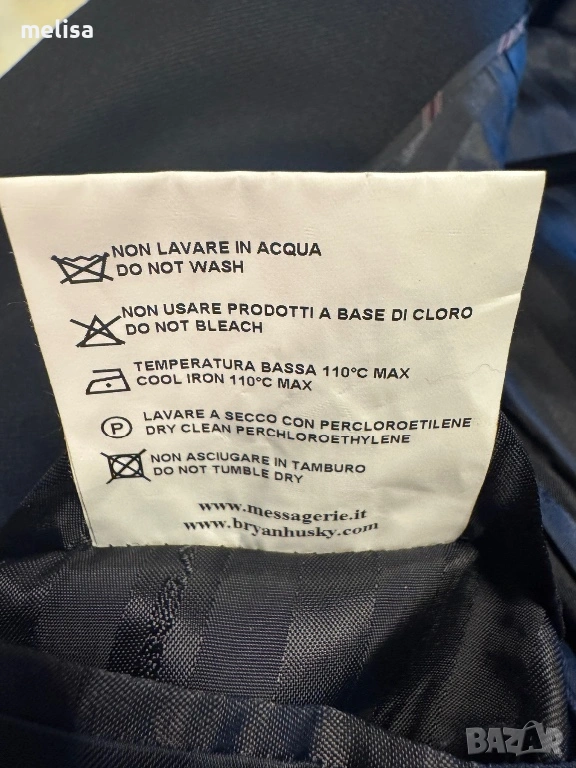 melisa
NON LAVARE IN ACQUA
DO NOT WASH
NON USARE PRODOTTI A BASE DI CLORO
DO NOT BLEACH
TEMPERATURA BASSA 110°C MAX
COOL IRON 110°C MAX
P
LAVARE A SECCO CON PERCLOROETILENE
DRY CLEAN PERCHLOROETHYLENE
NON ASCIUGARE IN TAMBURO
DO NOT TUMBLE DRY
www.messagerie.it
www.bryanhusky.com
BAZAR